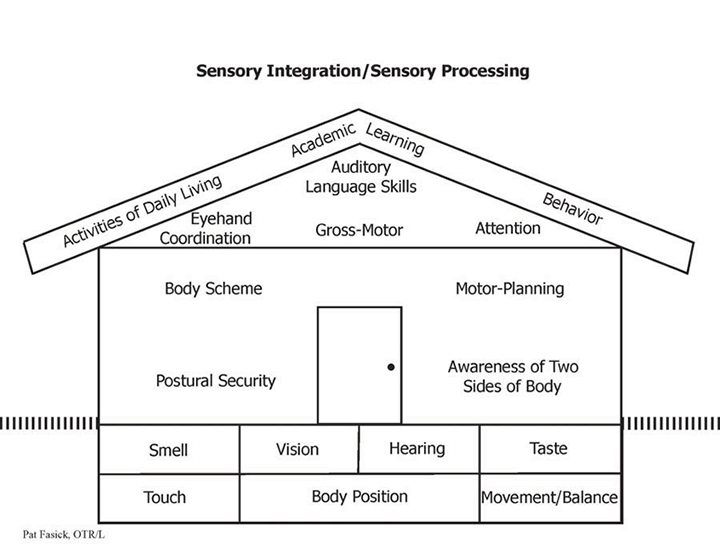 Sensory Integration/Sensory Processing
Academic Learning
Activities of Daily Living
Behavior
Auditory
Language Skills
Eyehand
Coordination
Gross-Motor
Attention
Body Scheme
Motor-Planning
Postural Security
Awareness of Two
Sides of Body
Smell
Vision
Hearing
Taste
Touch
Body Position
Movement/Balance
Pat Fasick, OTR/L